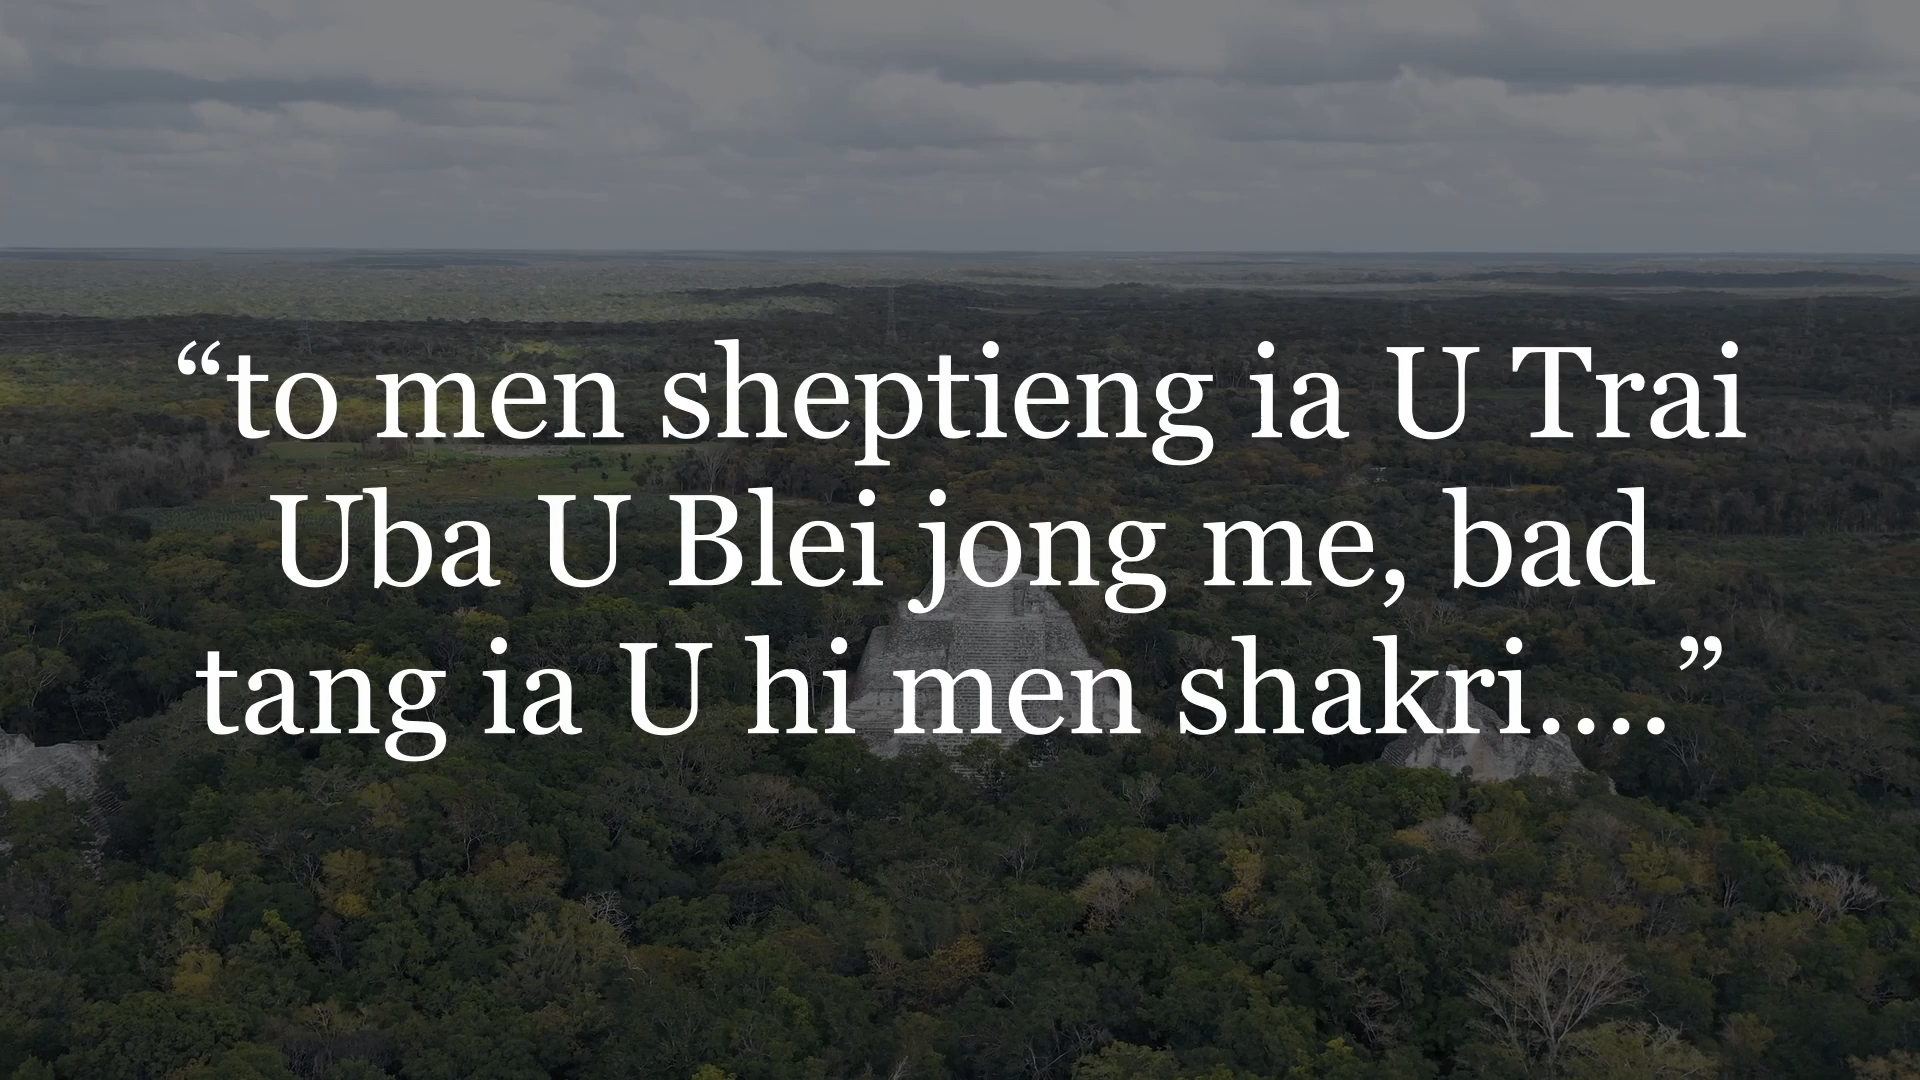 “to men sheptieng ia U Trai
Uba U Blei jong me, bad
tang ia U hi men shakri....”